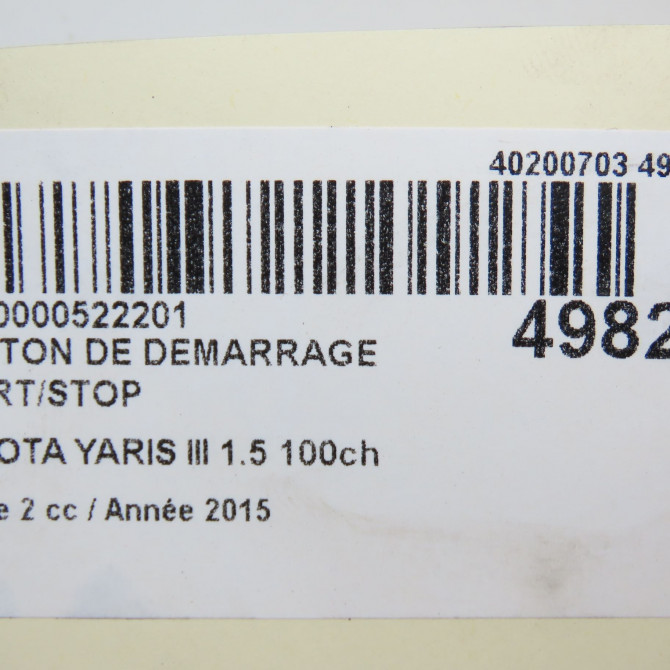 40200703 49
0000522201
4982
TON DE DEMARRAGE
RT/STOP
OTA YARIS III 1.5 100ch
e 2 cc / Année 2015